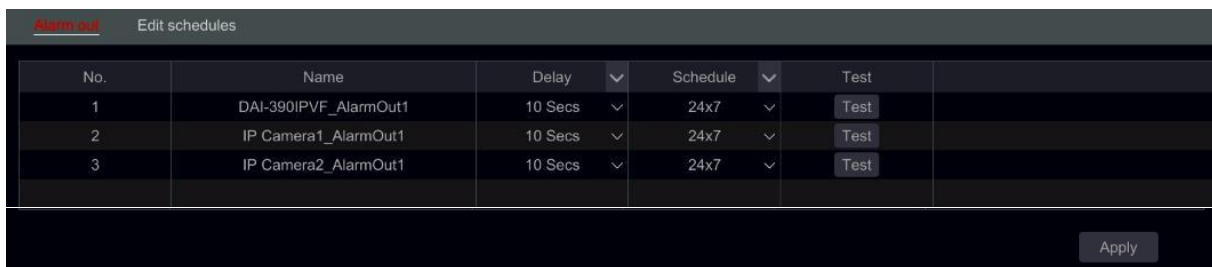 Alarm out Edit schedules
No. Name Delay Schedule Test
1 DAI-390IPVF_AlarmOut1 10 Secs 24x7 Test
2 IP Camera1_AlarmOut1 10 Secs 24x7 Test
3 IP Camera2_AlarmOut1 10 Secs 24x7 Test
Apply